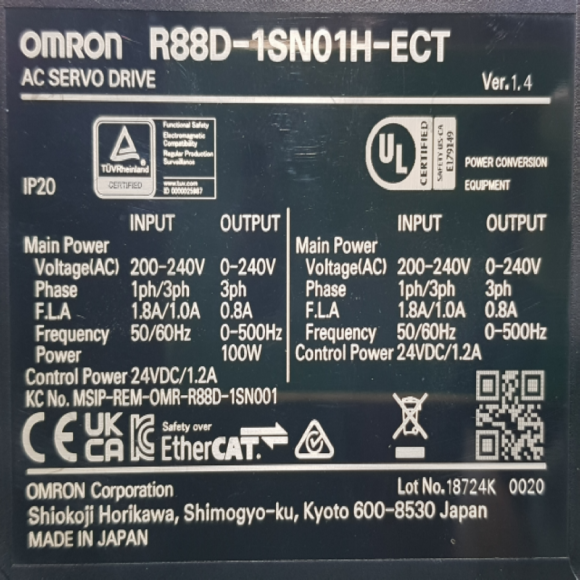 OMRON R88D-1SN01H-ECT
AC SERVO DRIVE
Ver.1.4
TÜVRheinland
CERTIFIED
Functional Safety
Electromagnetic
Compatibility
Regular Production
Surveillance
www.tuv.com
ID 0000025987
UL
CERTIFIED
SAFETY US-CA
E179149
POWER CONVERSION
EQUIPMENT
IP20
INPUT OUTPUT
Main Power
Voltage(AC) 200-240V 0-240V
Phase 1ph/3ph 3ph
F.L.A 1.8A/1.0A 0.8A
Frequency 50/60Hz 0-500Hz
Power 100W
Control Power 24VDC/1.2A
KC No. MSIP-REM-OMR-R88D-1SN001
INPUT OUTPUT
Main Power
Voltage(AC) 200-240V 0-240V
Phase 1ph/3ph 3ph
F.L.A 1.8A/1.0A 0.8A
Frequency 50/60Hz 0-500Hz
Control Power 24VDC/1.2A
CE UK CA KC
Safety over
EtherCAT.
OMRON Corporation
Lot No.18724K 0020
Shiokoji Horikawa, Shimogyo-ku, Kyoto 600-8530 Japan
MADE IN JAPAN